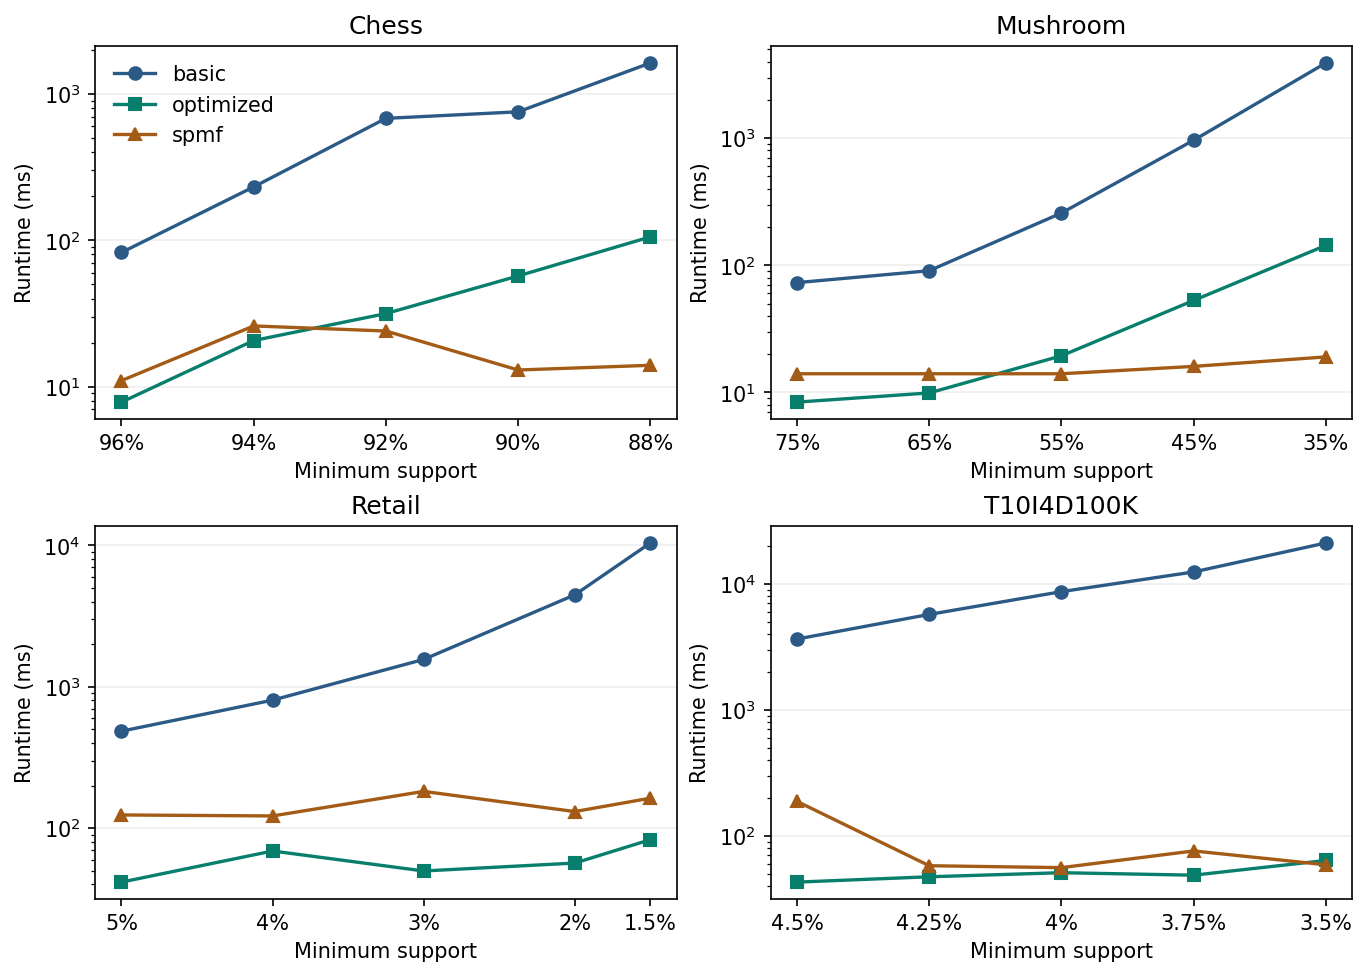 Chess
basic
optimized
spmf
10³
10²
10¹
Runtime (ms)
96% 94% 92% 90% 88%
Minimum support
Mushroom
10³
10²
10¹
Runtime (ms)
75% 65% 55% 45% 35%
Minimum support
Retail
10⁴
10³
10²
Runtime (ms)
5% 4% 3% 2% 1.5%
Minimum support
T10I4D100K
10⁴
10³
10²
Runtime (ms)
4.5% 4.25% 4% 3.75% 3.5%
Minimum support